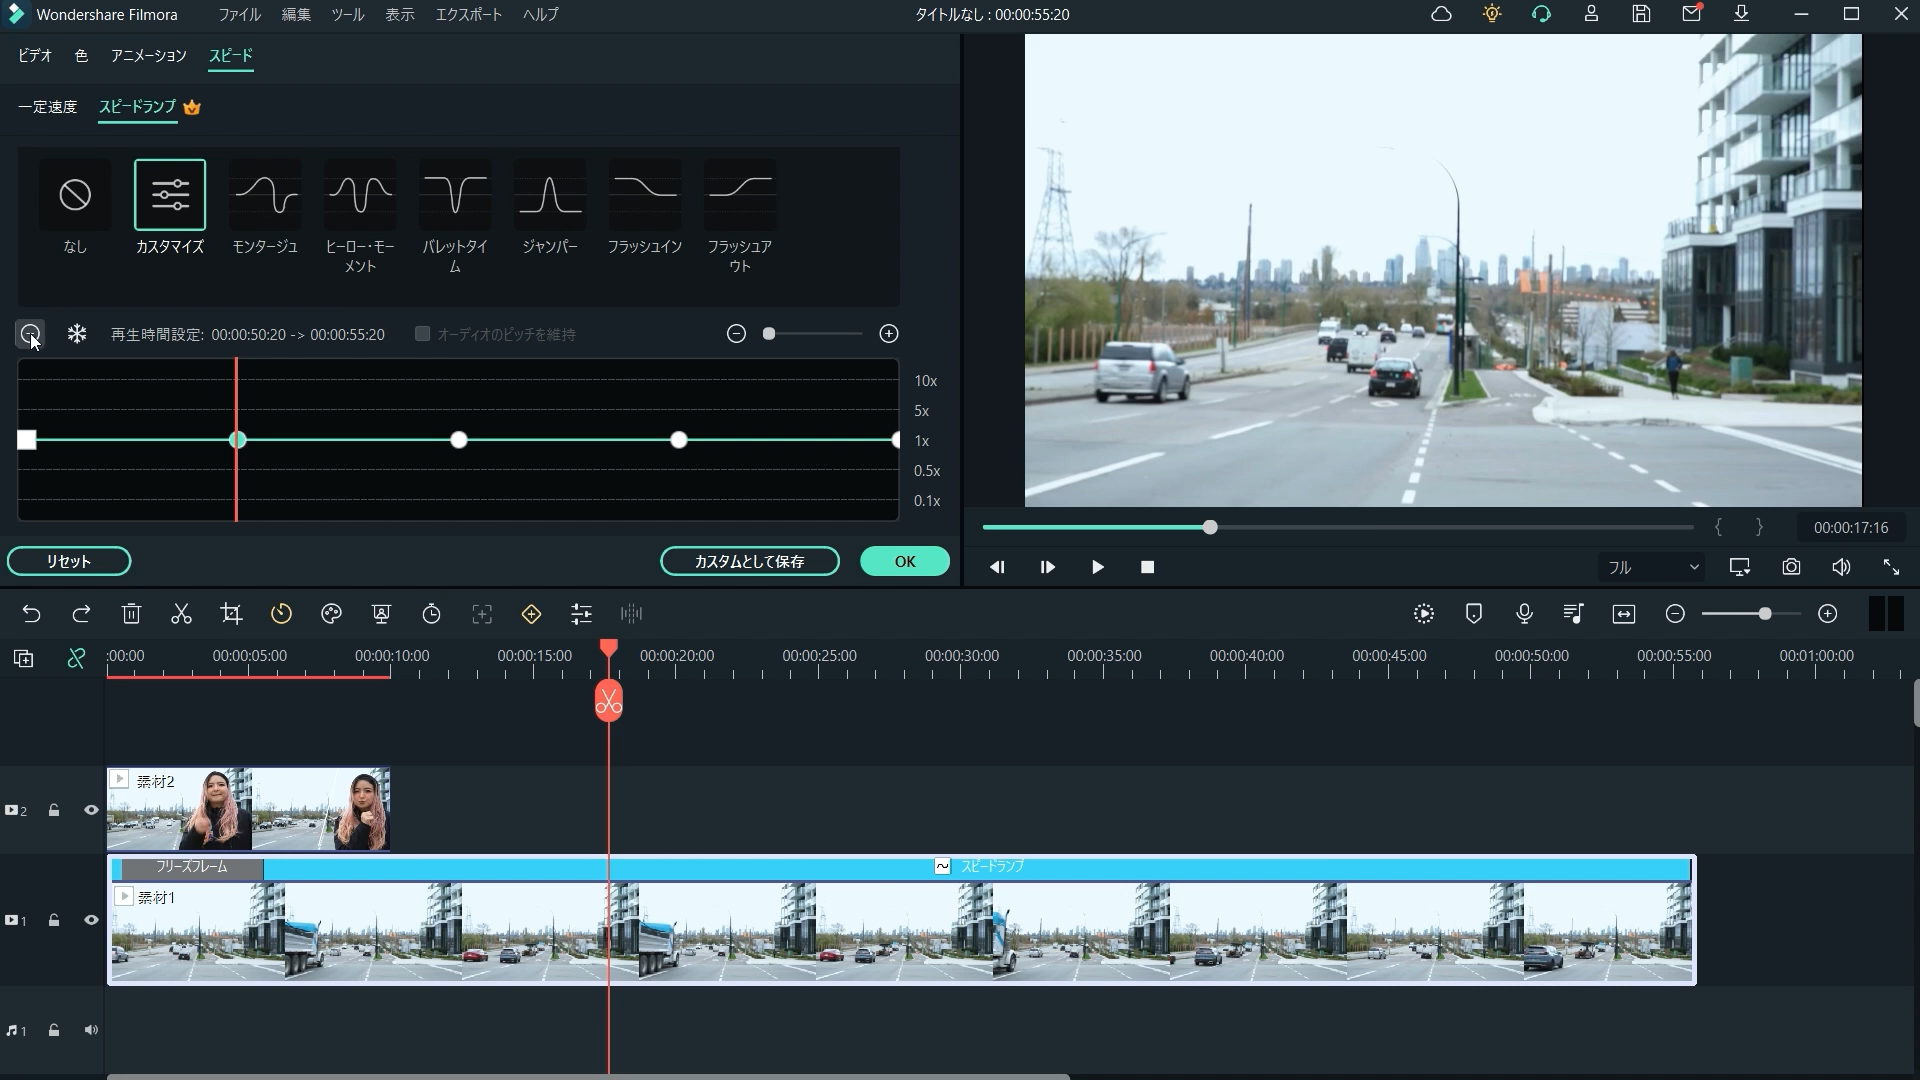 Wondershare Filmora ファイル 編集 ツール 表示 エクスポート ヘルプ タイトルなし : 00:00:55:20
ビデオ 色 アニメーション スピード
一定速度 スピードランプ
なし カスタマイズ モンタージュ ヒーロー・モーメント バレットタイム ジャンパー フラッシュイン フラッシュアウト
再生時間設定: 00:00:50:20 -> 00:00:55:20 オーディオのピッチを維持
10x
5x
1x
0.5x
0.1x
00:00:17:16
リセット カスタムとして保存 OK
フル
:00:00 00:00:05:00 00:00:10:00 00:00:15:00 00:00:20:00 00:00:25:00 00:00:30:00 00:00:35:00 00:00:40:00 00:00:45:00 00:00:50:00 00:00:55:00 00:01:00:00
素材2
2
フリーズフレーム スピードランプ
素材1
1
1